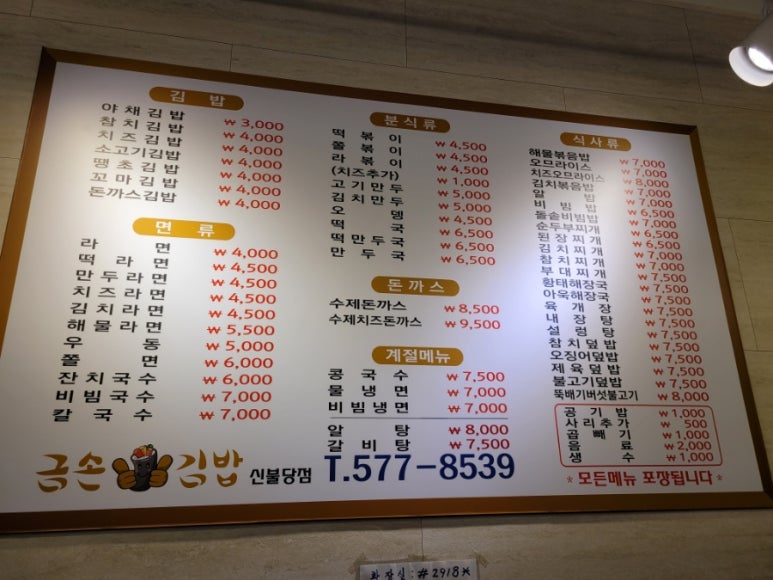 김 밥
야채김밥 ₩3,000
참치김밥 ₩4,000
치즈김밥 ₩4,000
소고기김밥 ₩4,000
땡초김밥 ₩4,000
꼬마김밥 ₩4,000
돈까스김밥 ₩4,000
면 류
라면 ₩4,000
떡라면 ₩4,500
만두라면 ₩4,500
치즈라면 ₩4,500
김치라면 ₩4,500
해물라면 ₩5,500
우동 ₩5,000
쫄면 ₩6,000
잔치국수 ₩6,000
비빔국수 ₩7,000
칼국수 ₩7,000
분식류
떡볶이 ₩4,500
쫄볶이 ₩4,500
라볶이 ₩4,500
(치즈추가) ₩1,000
고기만두 ₩5,000
김치만두 ₩5,000
오뎅 ₩4,500
떡국 ₩6,500
떡만두국 ₩6,500
만두국 ₩6,500
돈까스
수제돈까스 ₩8,500
수제치즈돈까스 ₩9,500
계절메뉴
콩국수 ₩7,500
물냉면 ₩7,000
비빔냉면 ₩7,000
알탕 ₩8,000
갈비탕 ₩7,500
식사류
해물볶음밥 ₩7,000
오므라이스 ₩7,000
치즈오므라이스 ₩8,000
김치볶음밥 ₩7,000
알밥 ₩7,000
비빔밥 ₩6,500
돌솥비빔밥 ₩7,000
순두부찌개 ₩7,000
된장찌개 ₩6,500
김치찌개 ₩6,500
참치찌개 ₩7,000
부대찌개 ₩7,000
황태해장국 ₩7,500
아욱해장국 ₩7,500
육개장 ₩7,500
내장탕 ₩7,500
설렁탕 ₩7,500
참치덮밥 ₩7,500
오징어덮밥 ₩7,500
제육덮밥 ₩7,500
불고기덮밥 ₩7,500
뚝배기버섯불고기 ₩8,000
공기밥 ₩1,000
사리추가 ₩500
곱빼기 ₩1,000
음료 ₩2,000
생수 ₩1,000
* 모든메뉴 포장됩니다 *
금손 김밥 신불당점 T.577-8539
화장실 : #2918*